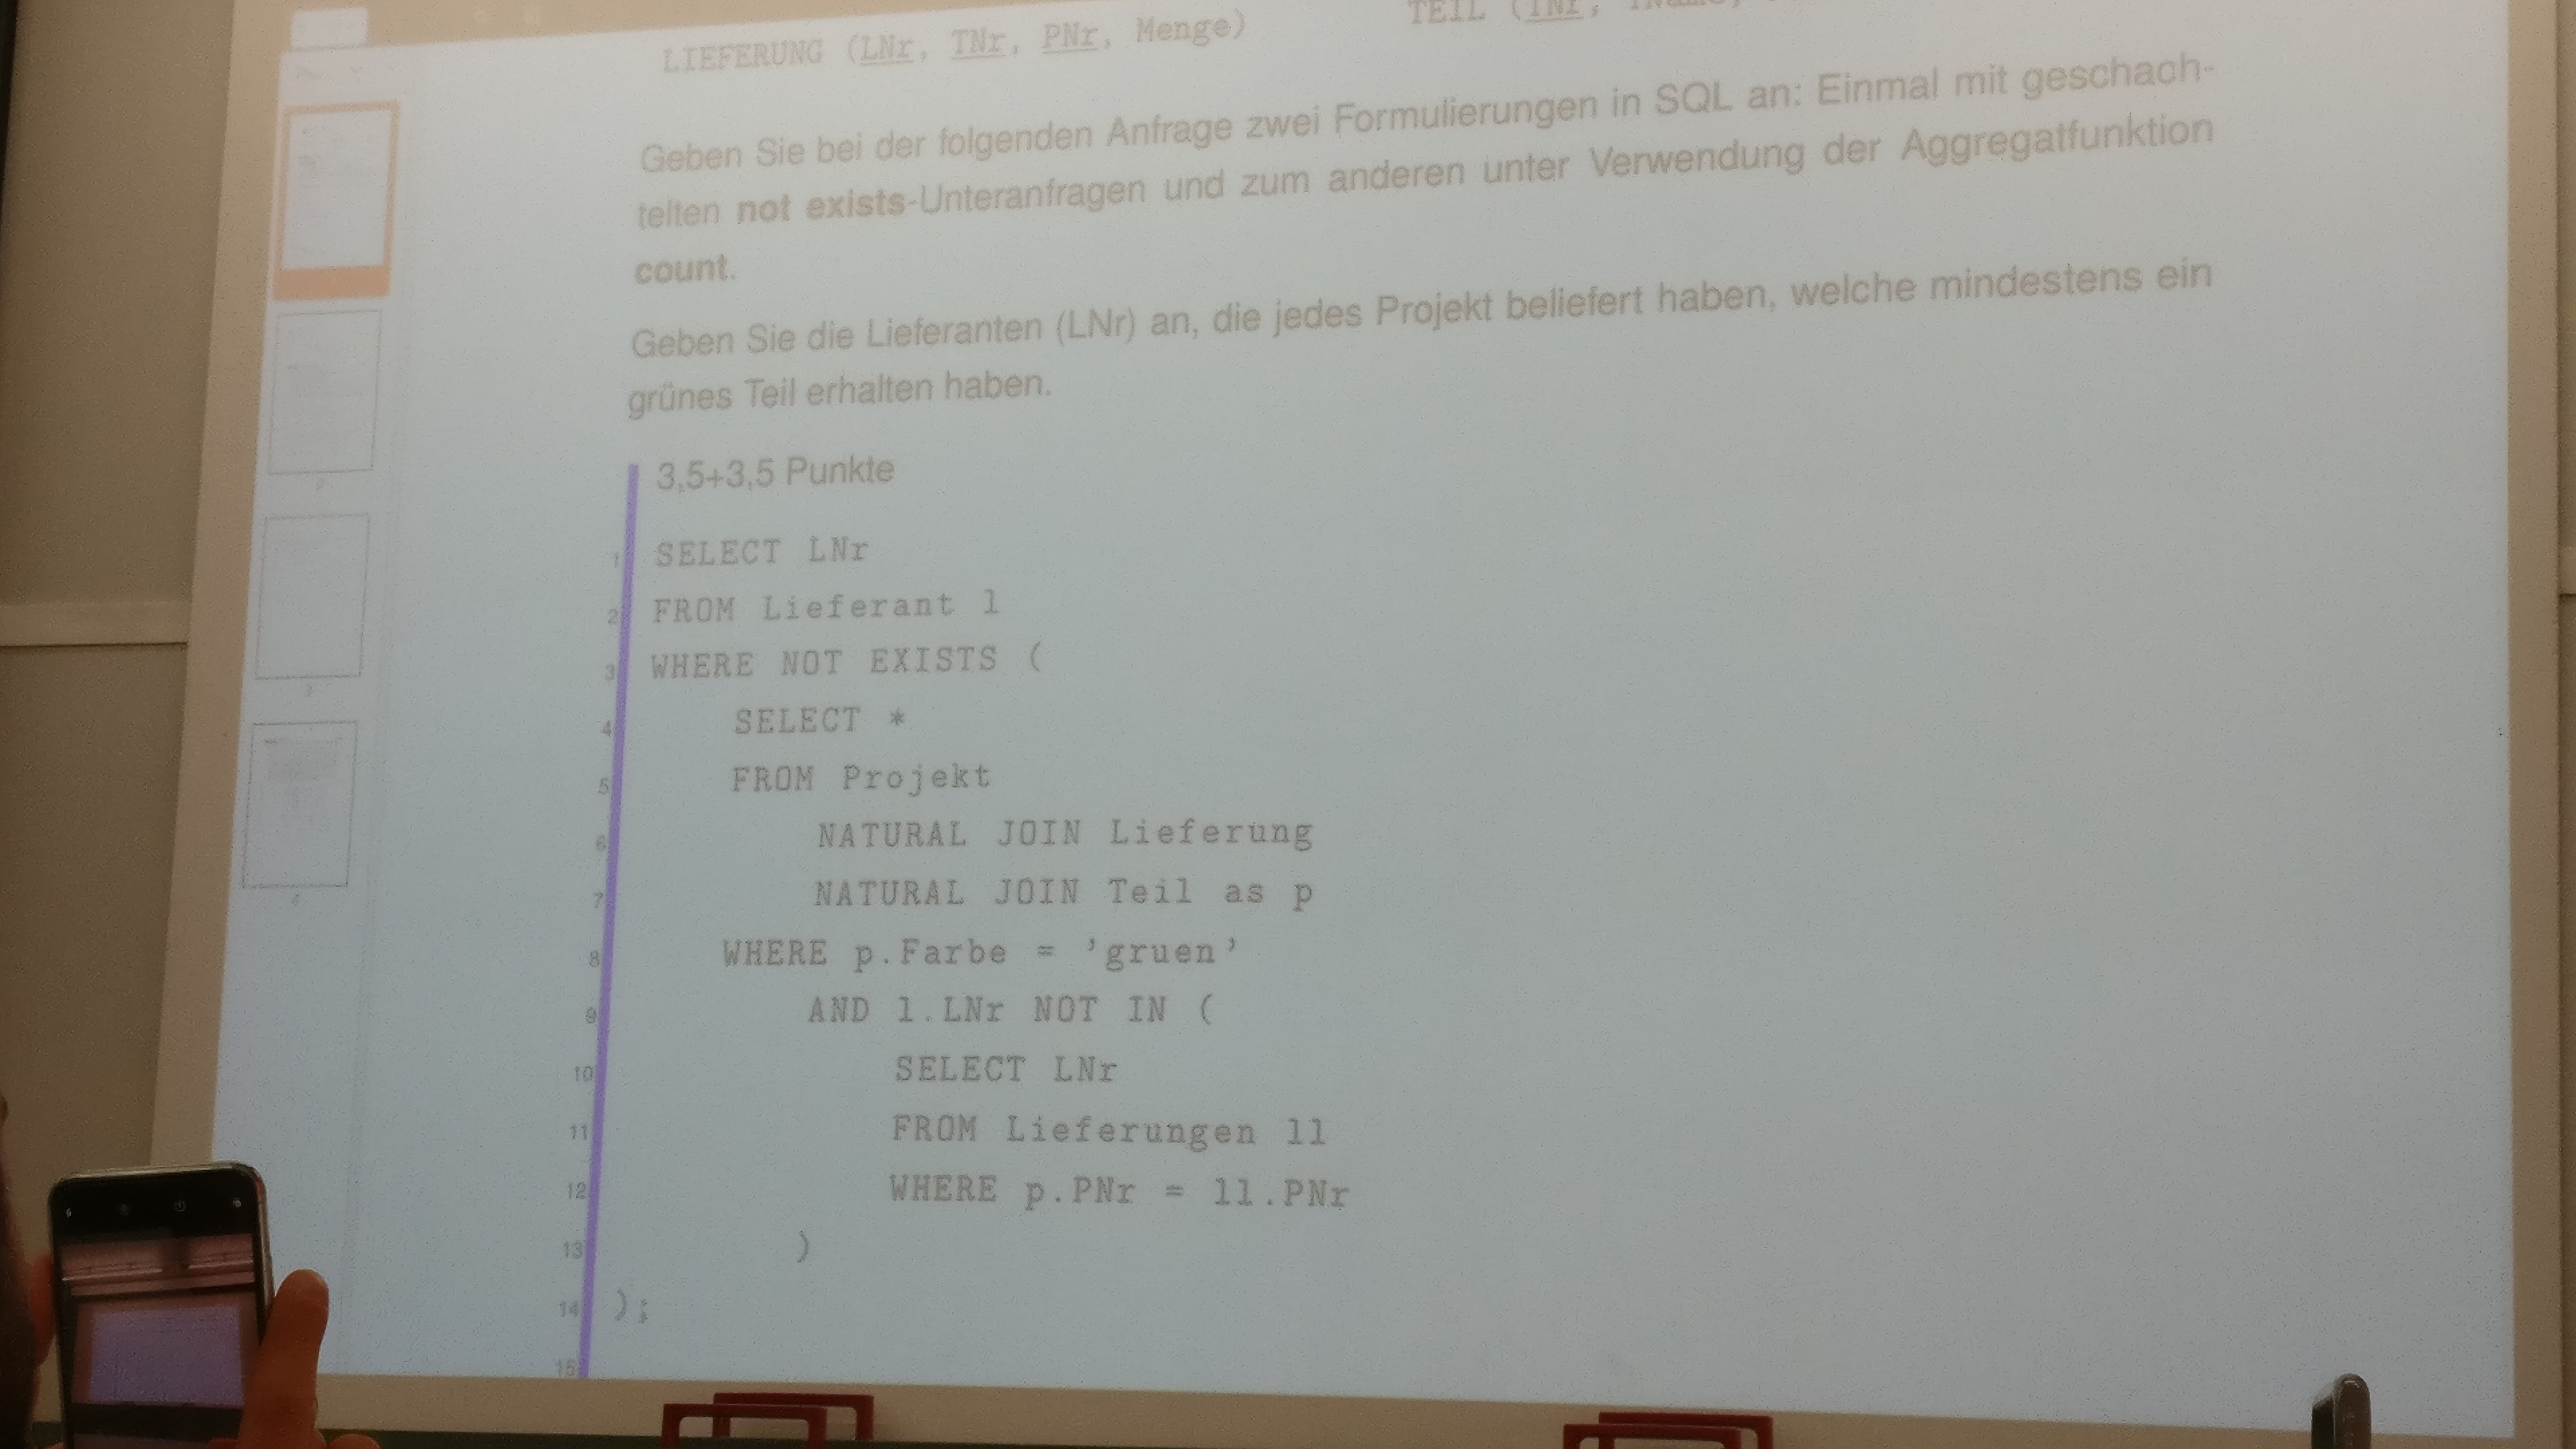 LIEFERUNG (LNr, TNr, PNr, Menge) TEIL (TNr,
Geben Sie bei der folgenden Anfrage zwei Formulierungen in SQL an: Einmal mit geschach-
telten not exists-Unteranfragen und zum anderen unter Verwendung der Aggregatfunktion
count.
Geben Sie die Lieferanten (LNr) an, die jedes Projekt beliefert haben, welche mindestens ein
grünes Teil erhalten haben.
3,5+3,5 Punkte
1 SELECT LNr
2 FROM Lieferant l
3 WHERE NOT EXISTS (
4 SELECT *
5 FROM Projekt
6 NATURAL JOIN Lieferung
7 NATURAL JOIN Teil as p
8 WHERE p.Farbe = 'gruen'
9 AND l.LNr NOT IN (
10 SELECT LNr
11 FROM Lieferungen ll
12 WHERE p.PNr = ll.PNr
13 )
14 );
15